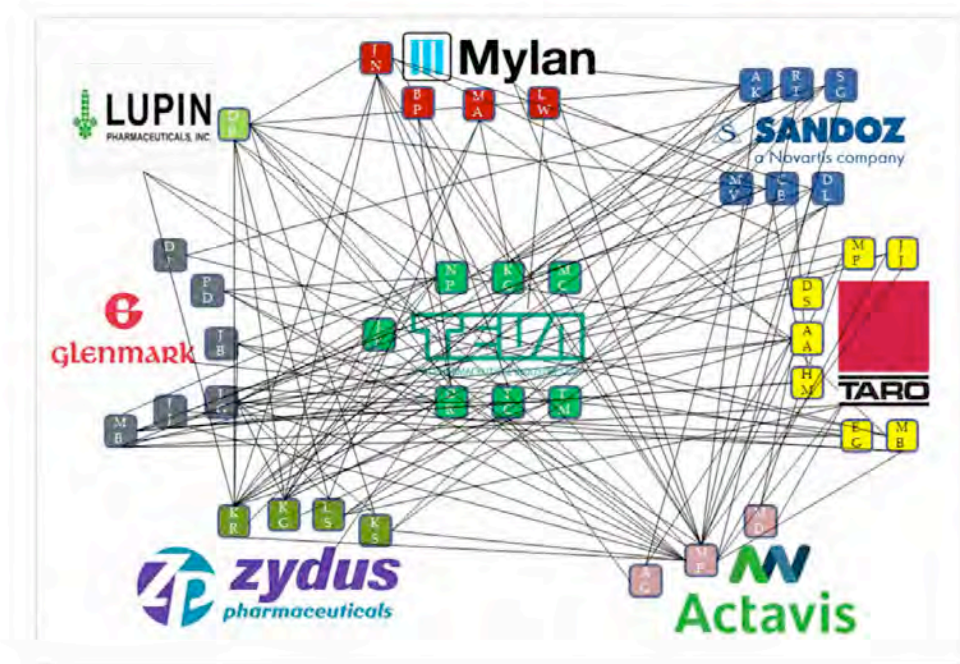 Mylan
J N
B P
M A
L W
LUPIN
PHARMACEUTICALS, INC.
D B
A K
R T
S G
SANDOZ
a Novartis company
M V
C B
D L
M P
J J
D S
A A
H M
TARO
E G
M B
N P
K G
M C
TEVA
P D
J B
GLENMARK
M B
K R
K G
L S
K S
zydus
pharmaceuticals
M D
M P
A G
Actavis